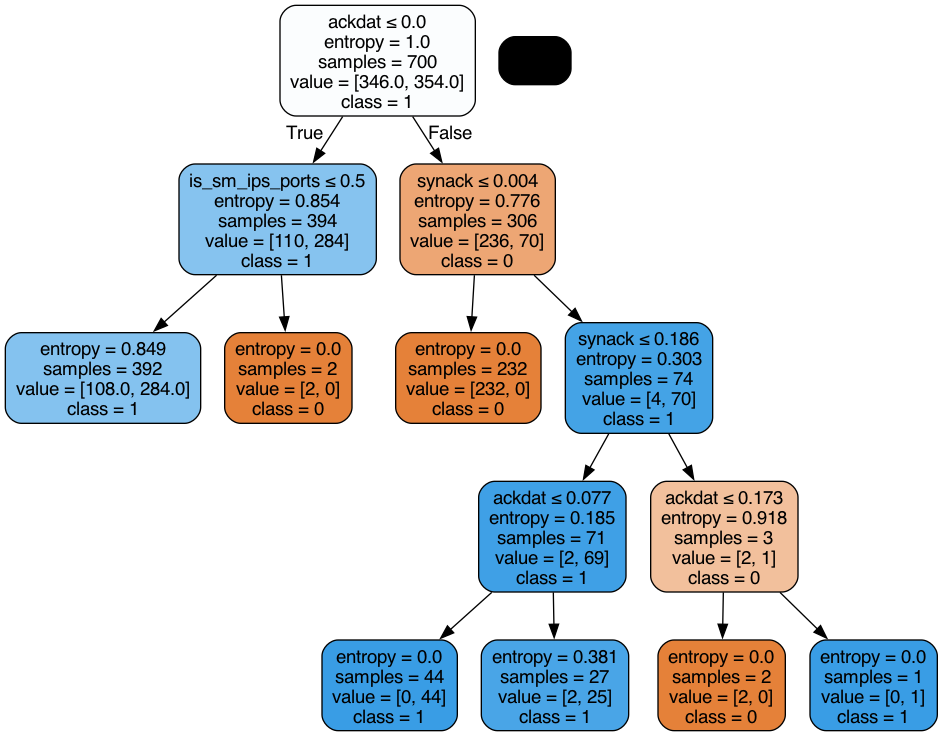 ackdat ≤ 0.0
entropy = 1.0
samples = 700
value = [346.0, 354.0]
class = 1
True
False
is_sm_ips_ports ≤ 0.5
entropy = 0.854
samples = 394
value = [110, 284]
class = 1
synack ≤ 0.004
entropy = 0.776
samples = 306
value = [236, 70]
class = 0
entropy = 0.849
samples = 392
value = [108.0, 284.0]
class = 1
entropy = 0.0
samples = 2
value = [2, 0]
class = 0
entropy = 0.0
samples = 232
value = [232, 0]
class = 0
synack ≤ 0.186
entropy = 0.303
samples = 74
value = [4, 70]
class = 1
ackdat ≤ 0.077
entropy = 0.185
samples = 71
value = [2, 69]
class = 1
ackdat ≤ 0.173
entropy = 0.918
samples = 3
value = [2, 1]
class = 0
entropy = 0.0
samples = 44
value = [0, 44]
class = 1
entropy = 0.381
samples = 27
value = [2, 25]
class = 1
entropy = 0.0
samples = 2
value = [2, 0]
class = 0
entropy = 0.0
samples = 1
value = [0, 1]
class = 1